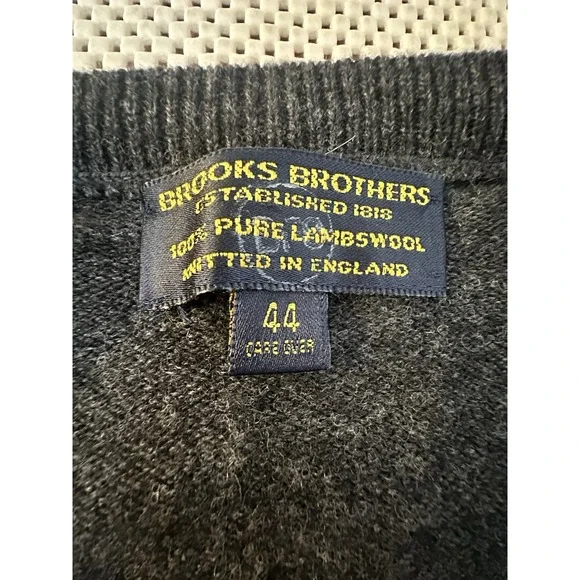 BROOKS BROTHERS
ESTABLISHED 1818
100% PURE LAMBSWOOL
KNITTED IN ENGLAND
44
CARE OVER